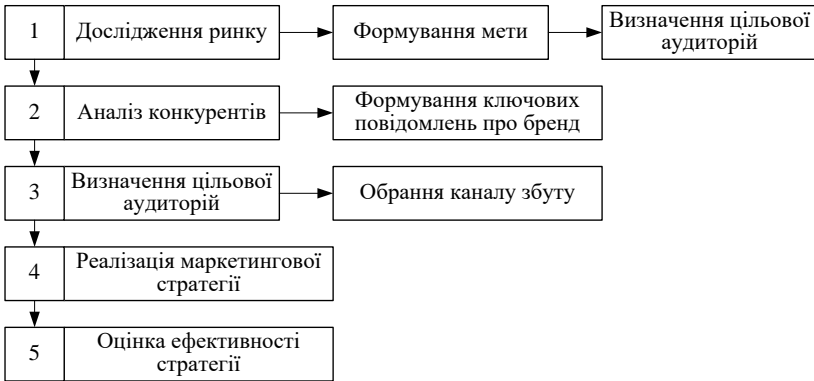 1
Дослідження ринку
Формування мети
Визначення цільової
аудиторій
2
Аналіз конкурентів
Формування ключових
повідомлень про бренд
3
Визначення цільової
аудиторій
Обрання каналу збуту
4
Реалізація маркетингової
стратегії
5
Оцінка ефективності
стратегії